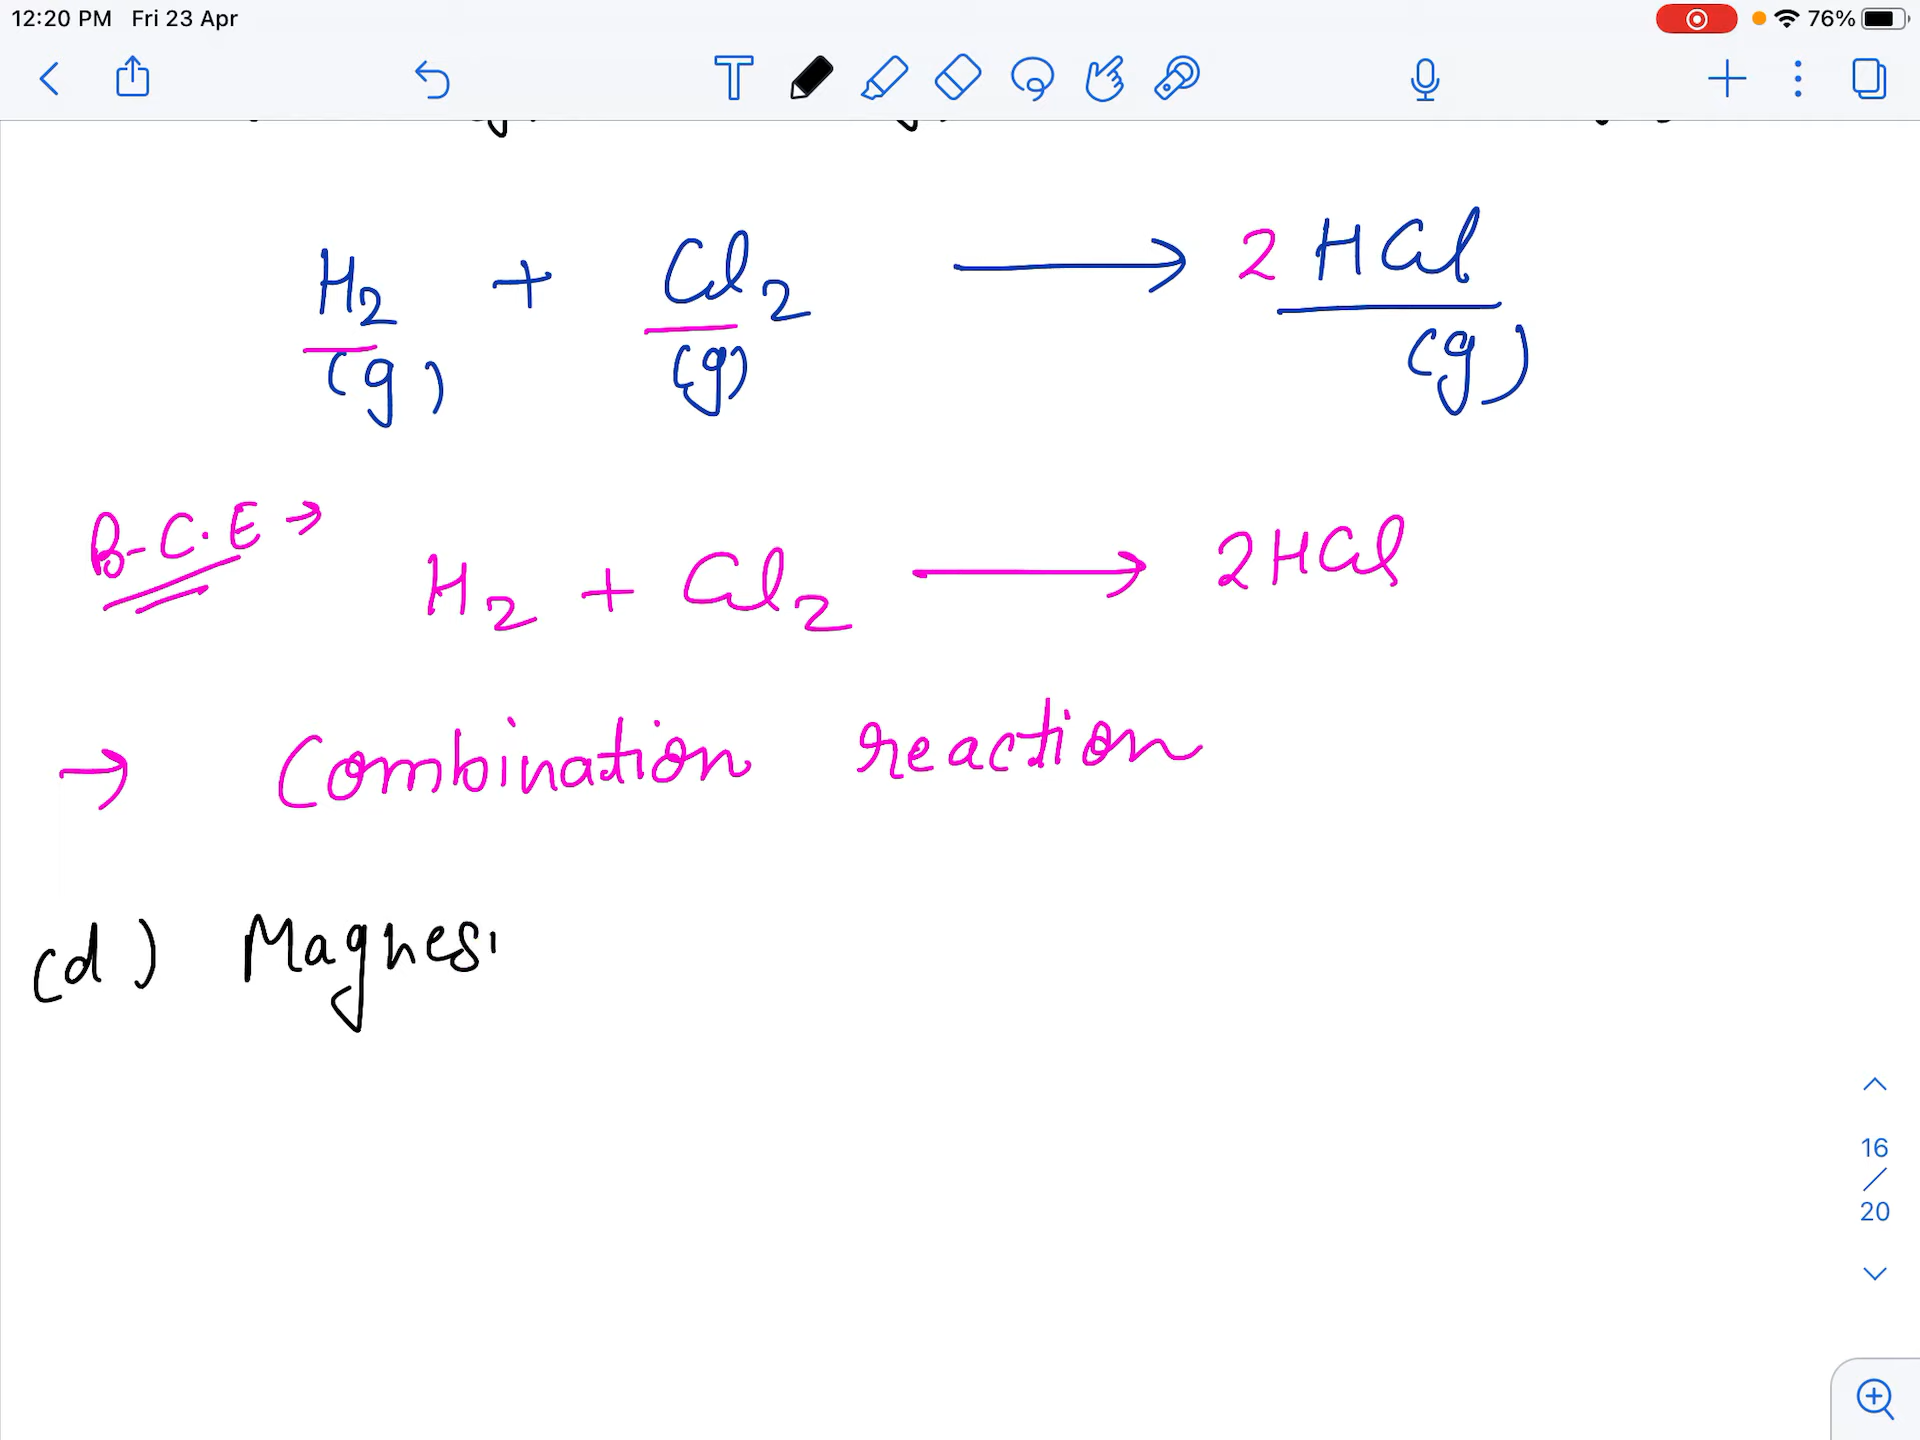 12:20 PM Fri 23 Apr
76%
T
H2 + Cl2 → 2 HCl
(g) (g) (g)
B.C.E →
H2 + Cl2 → 2HCl
→ Combination reaction
(d) Magnesi
16
/
20